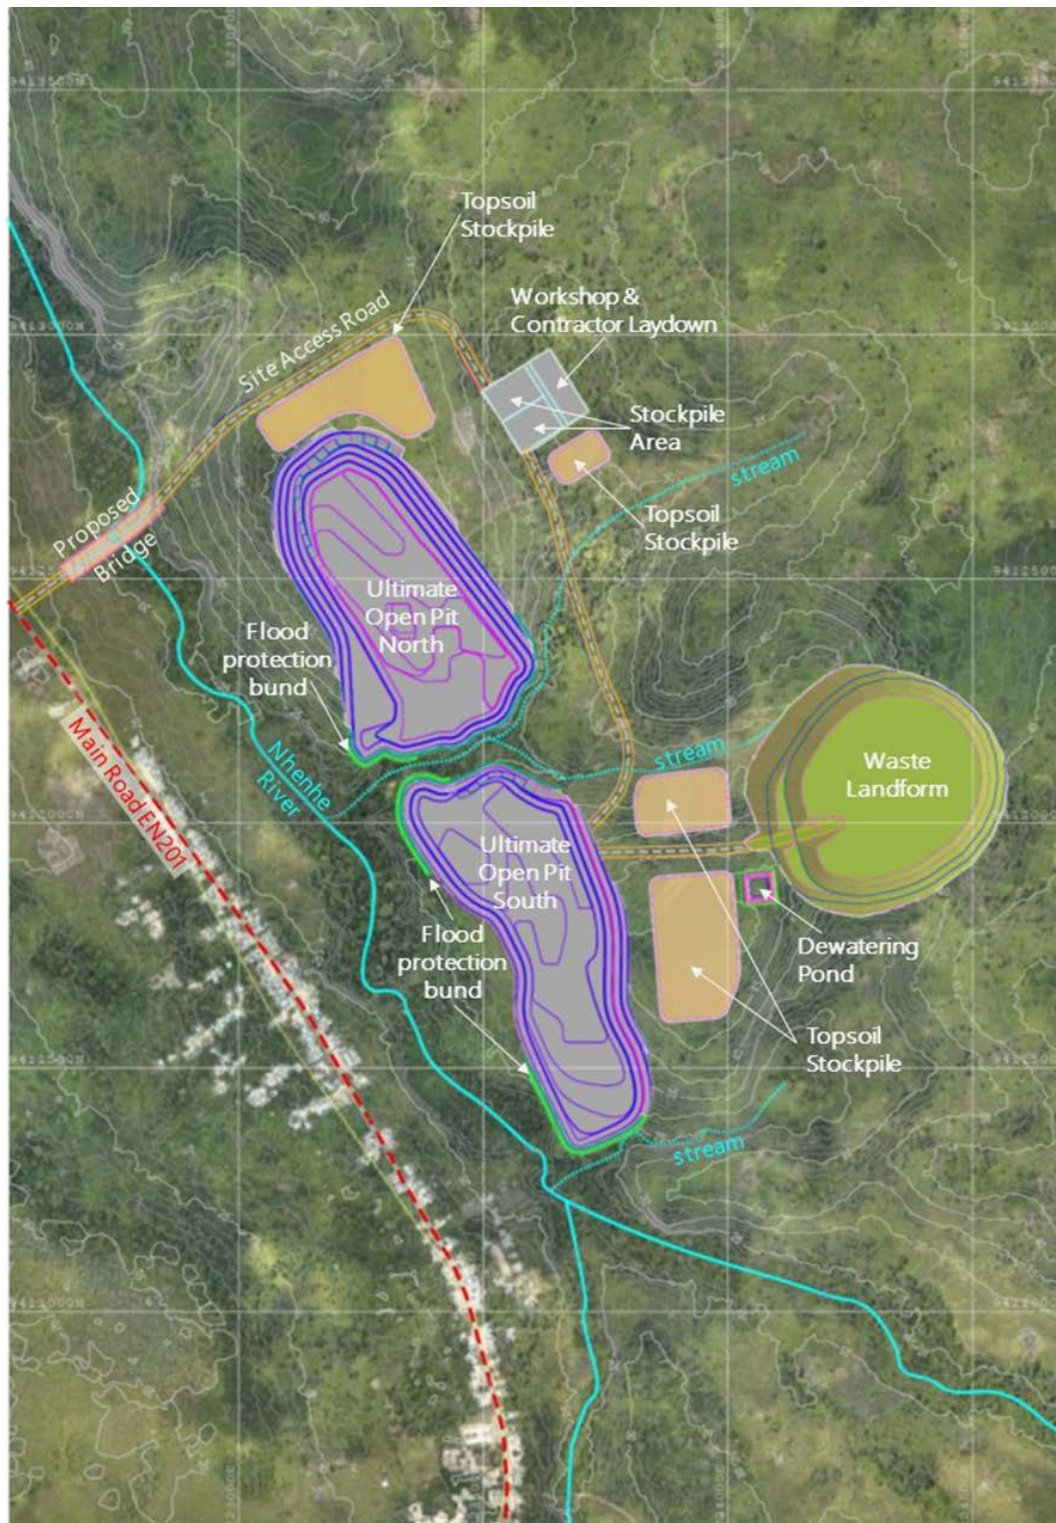 9413500N
Topsoil
Stockpile
Workshop &
Contractor Laydown
9413000N
Site Access Road
Stockpile
Area
stream
Proposed
Bridge
Topsoil
Stockpile
Ultimate
Open Pit
North
Flood
protection
bund
stream
Nhenhe
River
Main Road EN201
Waste
Landform
Ultimate
Open Pit
South
Flood
protection
bund
Dewatering
Pond
Topsoil
Stockpile
stream